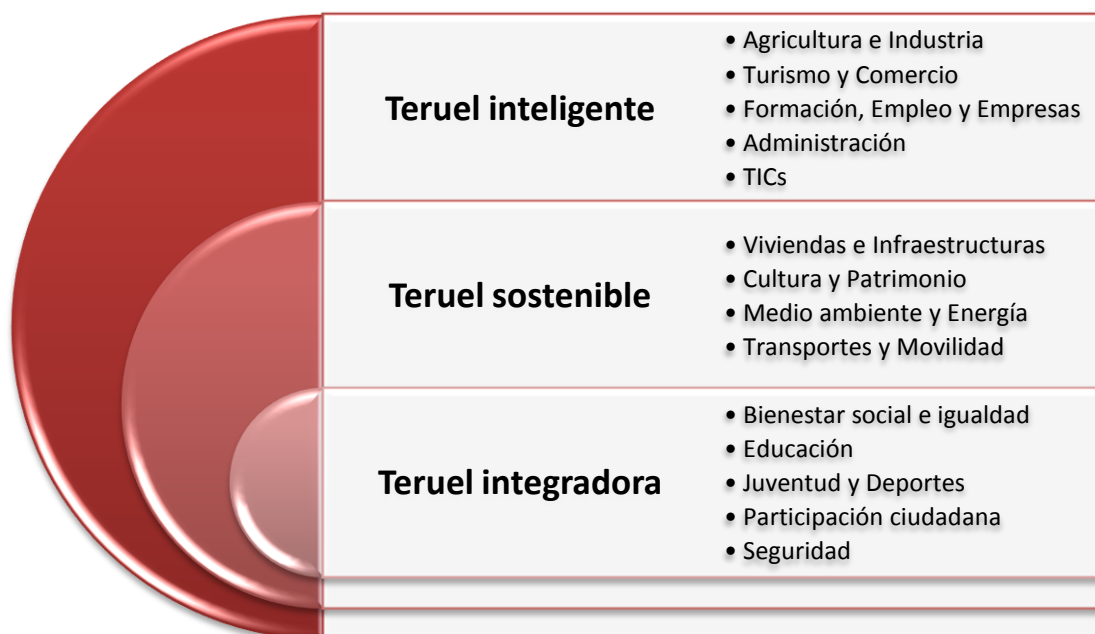 Teruel inteligente
• Agricultura e Industria
• Turismo y Comercio
• Formación, Empleo y Empresas
• Administración
• TICs
Teruel sostenible
• Viviendas e Infraestructuras
• Cultura y Patrimonio
• Medio ambiente y Energía
• Transportes y Movilidad
Teruel integradora
• Bienestar social e igualdad
• Educación
• Juventud y Deportes
• Participación ciudadana
• Seguridad